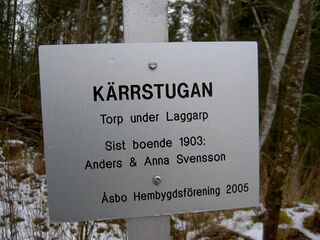 KÄRRSTUGAN
Torp under Laggarp
Sist boende 1903:
Anders & Anna Svensson
Åsbo Hembygdsförening 2005